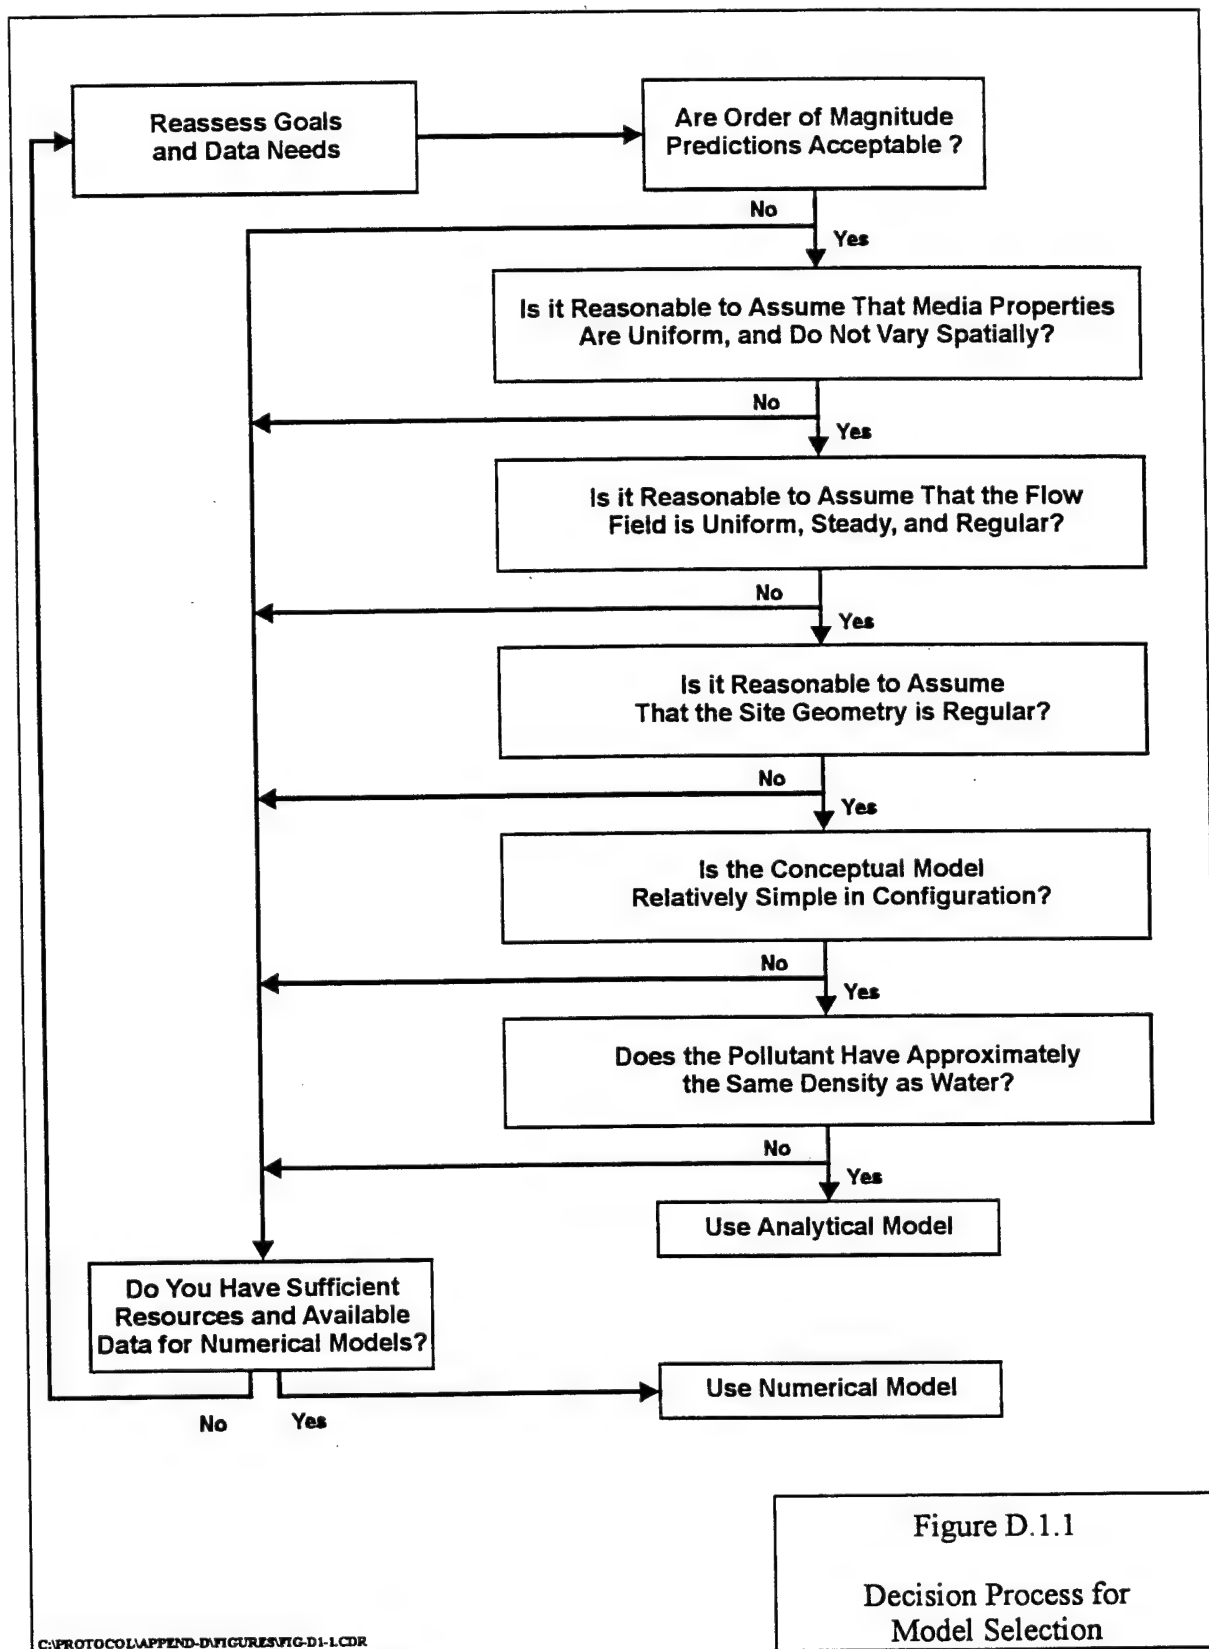 Reassess Goals
and Data Needs
Are Order of Magnitude
Predictions Acceptable ?
No
Yes
Is it Reasonable to Assume That Media Properties
Are Uniform, and Do Not Vary Spatially?
No
Yes
Is it Reasonable to Assume That the Flow
Field is Uniform, Steady, and Regular?
No
Yes
Is it Reasonable to Assume
That the Site Geometry is Regular?
No
Yes
Is the Conceptual Model
Relatively Simple in Configuration?
No
Yes
Does the Pollutant Have Approximately
the Same Density as Water?
No
Yes
Use Analytical Model
Do You Have Sufficient
Resources and Available
Data for Numerical Models?
No
Yes
Use Numerical Model
Figure D.1.1
Decision Process for
Model Selection
C:\PROTOCOL\APPEND-D\FIGURES\FIG-D1-1.CDR